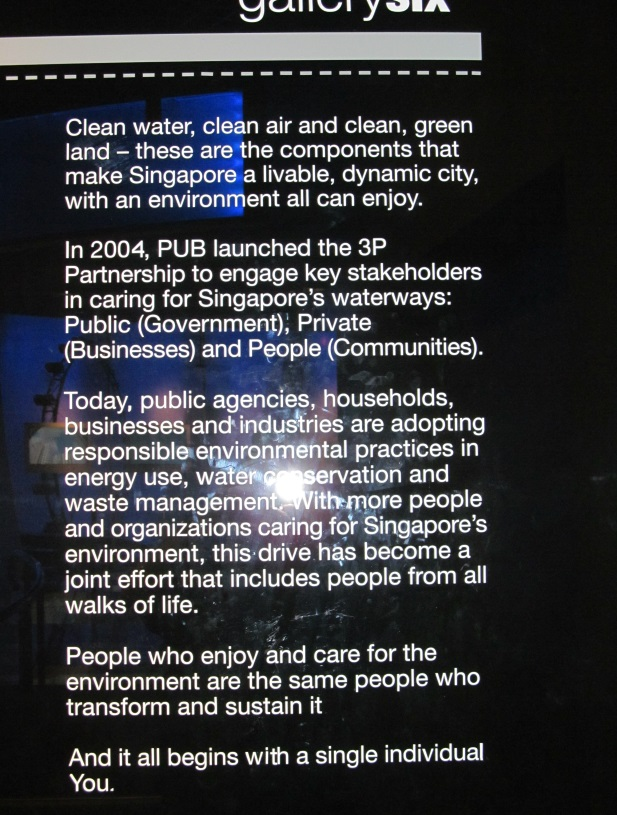 gallerysix
Clean water, clean air and clean, green
land – these are the components that
make Singapore a livable, dynamic city,
with an environment all can enjoy.
In 2004, PUB launched the 3P
Partnership to engage key stakeholders
in caring for Singapore's waterways:
Public (Government), Private
(Businesses) and People (Communities).
Today, public agencies, households,
businesses and industries are adopting
responsible environmental practices in
energy use, water conservation and
waste management. With more people
and organizations caring for Singapore's
environment, this drive has become a
joint effort that includes people from all
walks of life.
People who enjoy and care for the
environment are the same people who
transform and sustain it
And it all begins with a single individual
You.